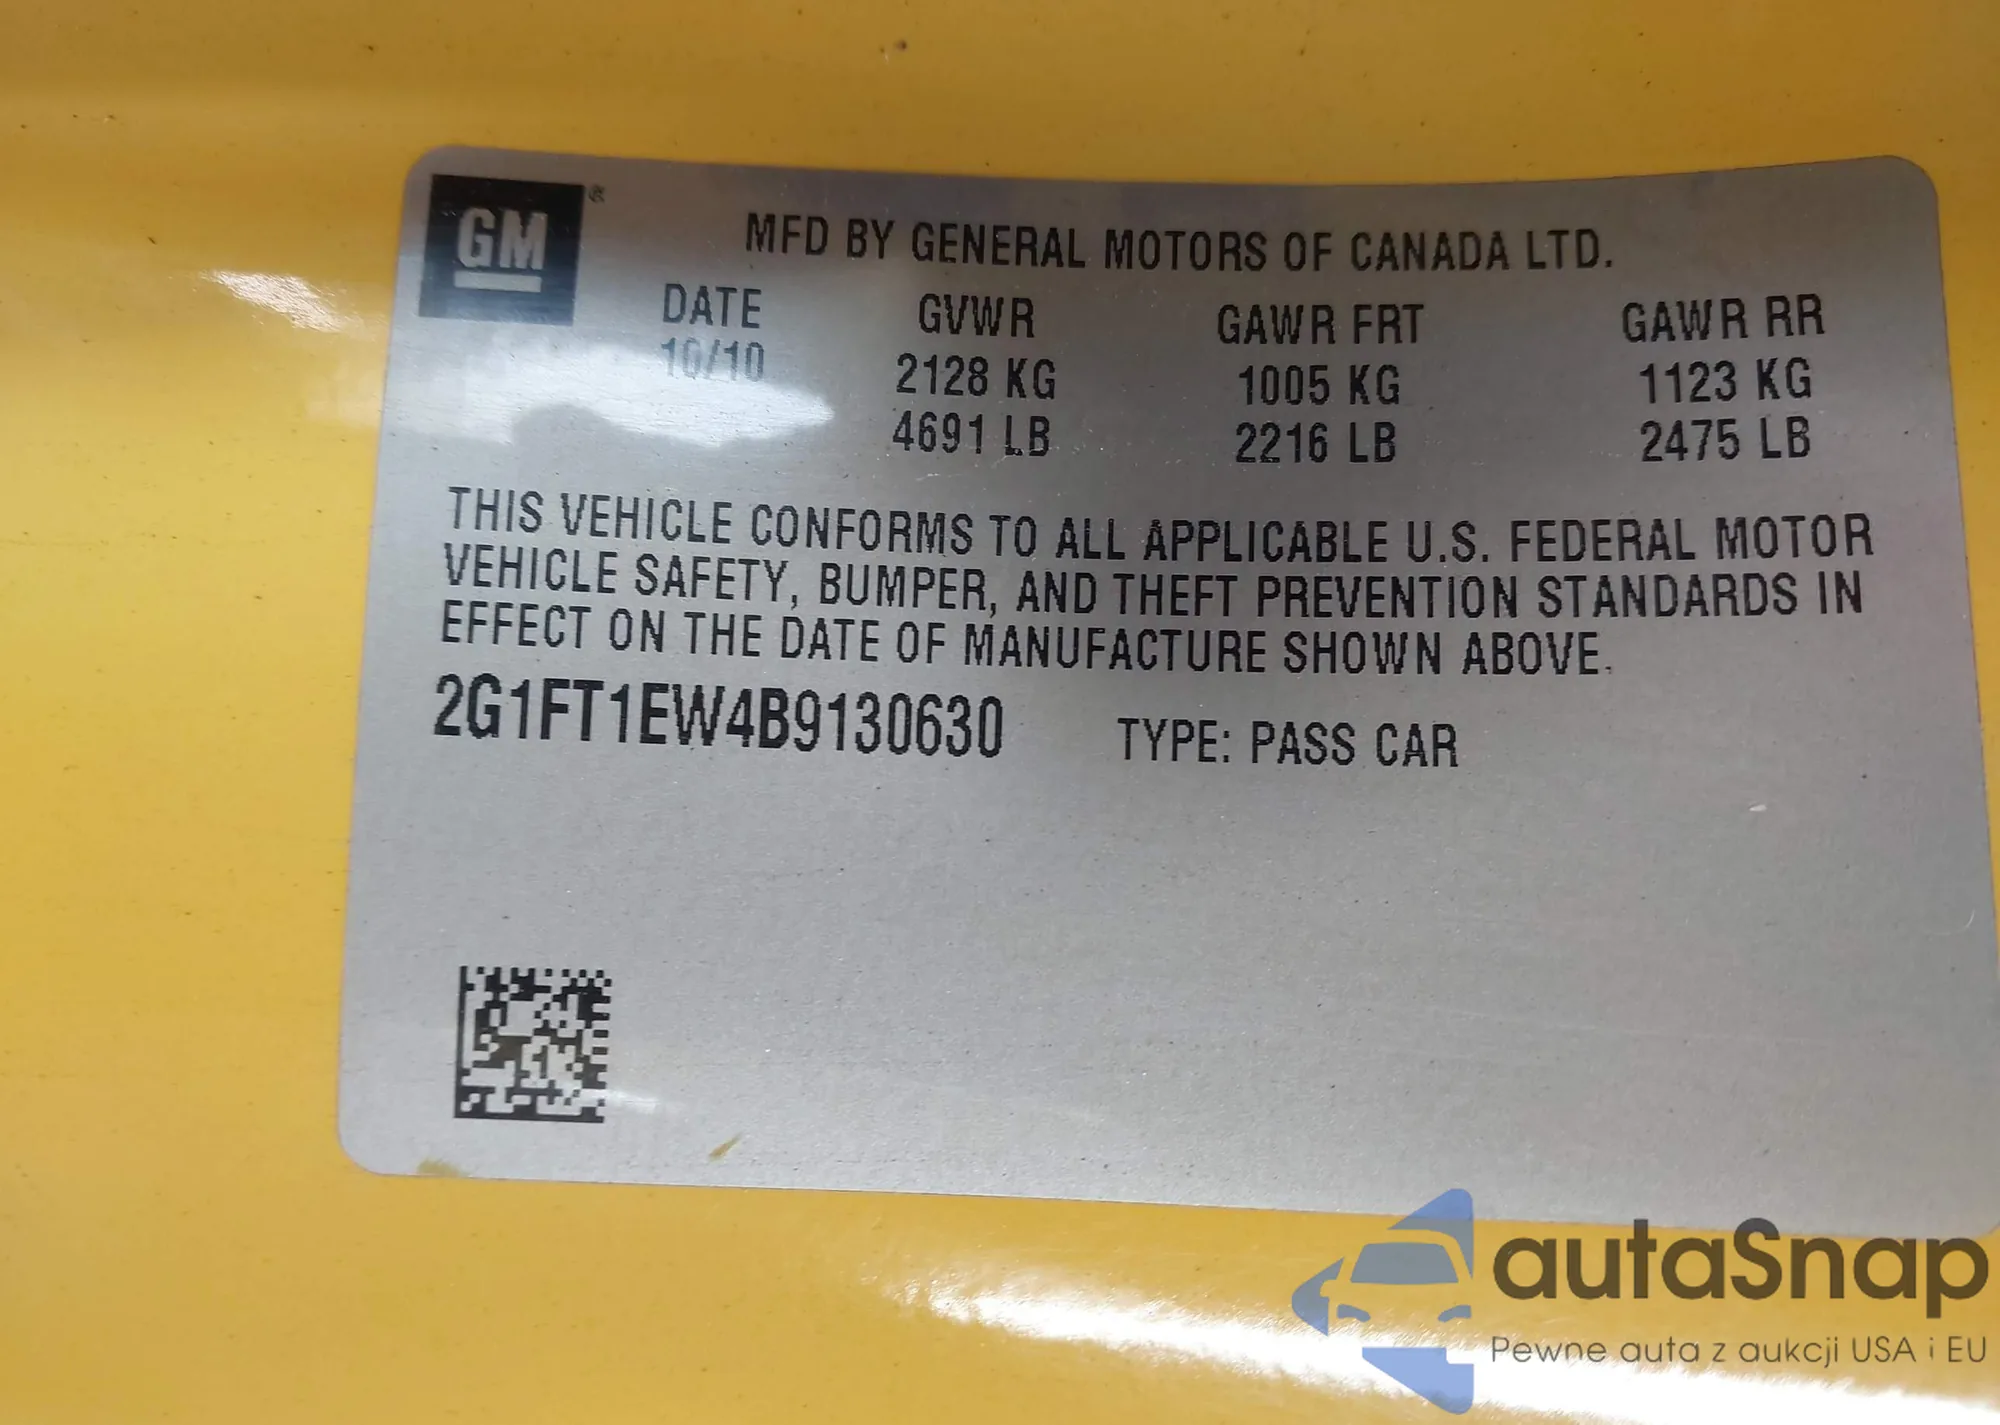 GM ®
MFD BY GENERAL MOTORS OF CANADA LTD.
DATE GVWR GAWR FRT GAWR RR
10/10 2128 KG 1005 KG 1123 KG
4691 LB 2216 LB 2475 LB
THIS VEHICLE CONFORMS TO ALL APPLICABLE U.S. FEDERAL MOTOR
VEHICLE SAFETY, BUMPER, AND THEFT PREVENTION STANDARDS IN
EFFECT ON THE DATE OF MANUFACTURE SHOWN ABOVE.
2G1FT1EW4B9130630 TYPE: PASS CAR
autaSnap
Pewne auta z aukcji USA i EU